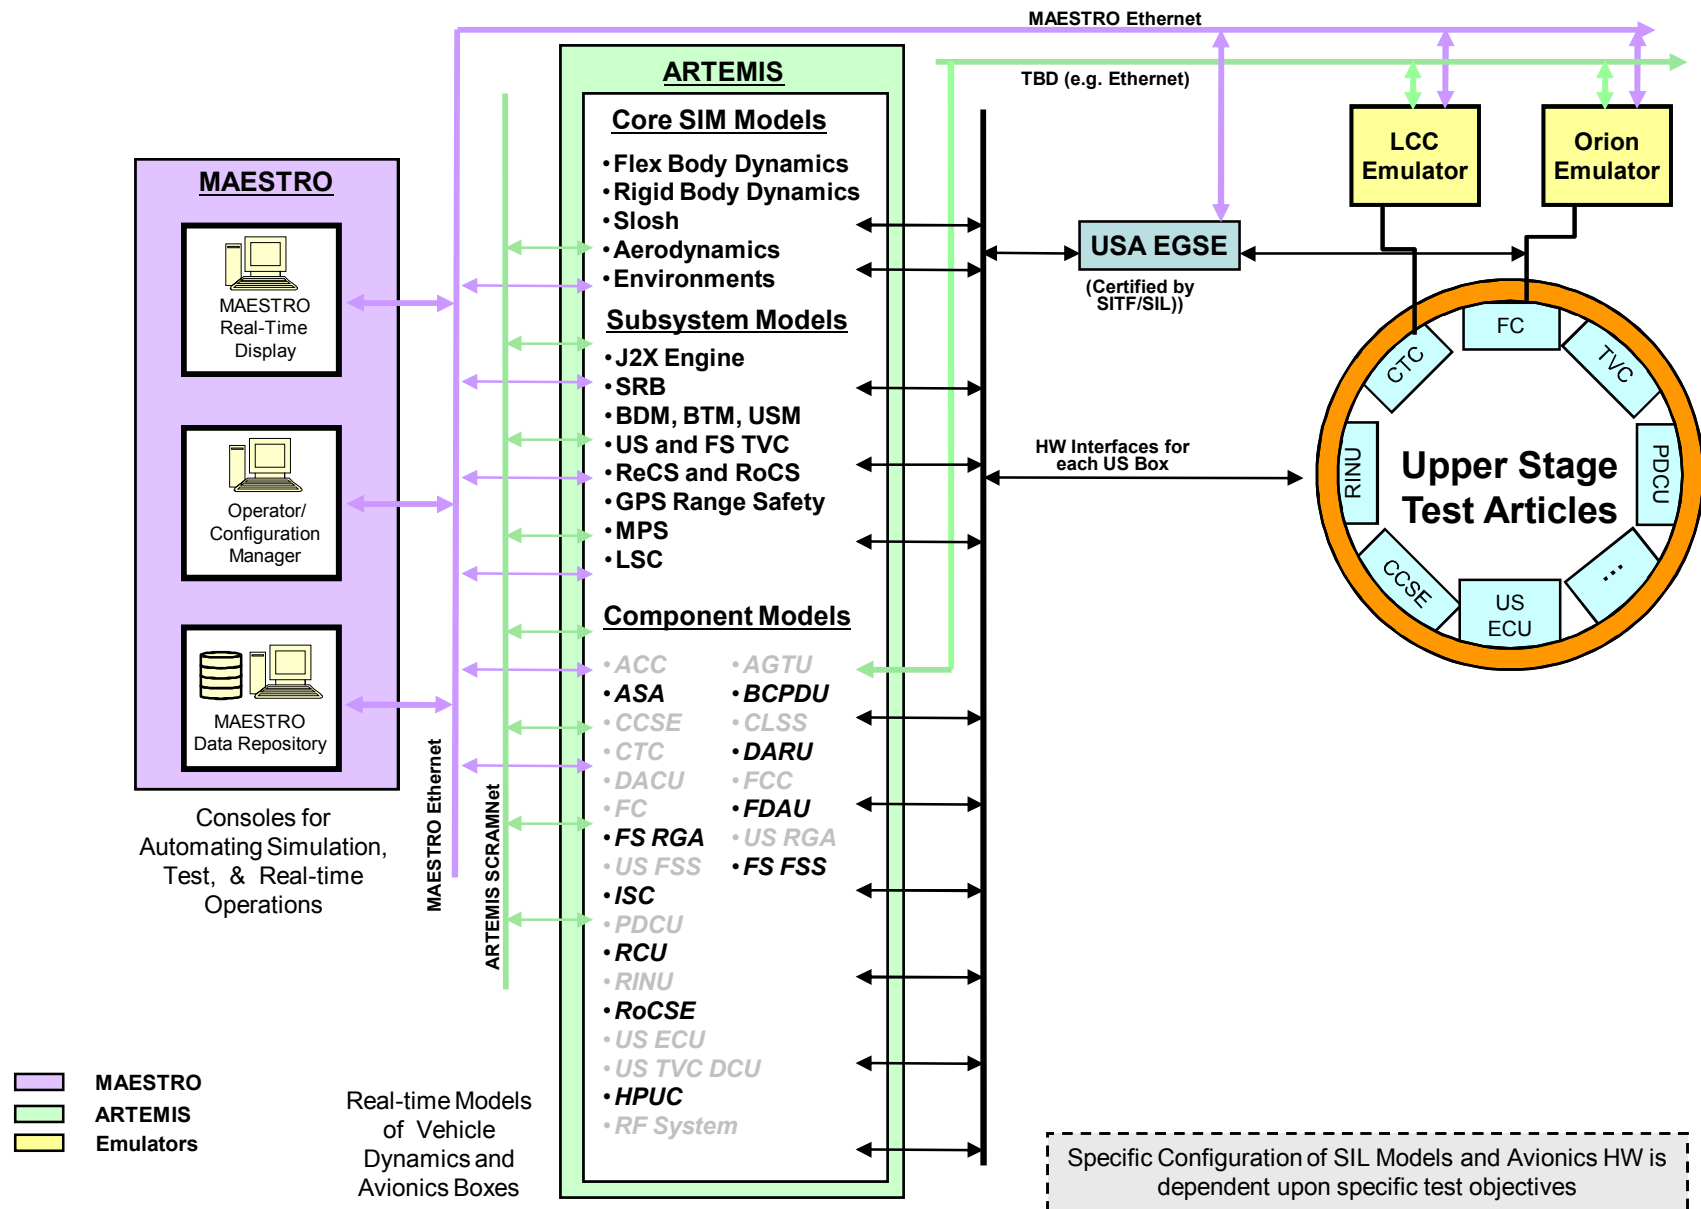 MAESTRO Ethernet
TBD (e.g. Ethernet)
MAESTRO
MAESTRO
Real-Time
Display
Operator/
Configuration
Manager
MAESTRO
Data Repository
Consoles for
Automating Simulation,
Test, & Real-time
Operations
MAESTRO Ethernet
ARTEMIS SCRAMNet
ARTEMIS
Core SIM Models
•Flex Body Dynamics
•Rigid Body Dynamics
•Slosh
•Aerodynamics
•Environments
Subsystem Models
•J2X Engine
•SRB
•BDM, BTM, USM
•US and FS TVC
•ReCS and RoCS
•GPS Range Safety
•MPS
•LSC
Component Models
•ACC •AGTU
•ASA •BCPDU
•CCSE •CLSS
•CTC •DARU
•DACU •FCC
•FC •FDAU
•FS RGA •US RGA
•US FSS •FS FSS
•ISC
•PDCU
•RCU
•RINU
•RoCSE
•US ECU
•US TVC DCU
•HPUC
•RF System
Real-time Models
of Vehicle
Dynamics and
Avionics Boxes
LCC
Emulator
Orion
Emulator
USA EGSE
(Certified by
SITF/SIL))
HW Interfaces for
each US Box
FC
TVC
PDCU
...
US
ECU
CCSE
RINU
CTC
Upper Stage
Test Articles
MAESTRO
ARTEMIS
Emulators
Specific Configuration of SIL Models and Avionics HW is
dependent upon specific test objectives